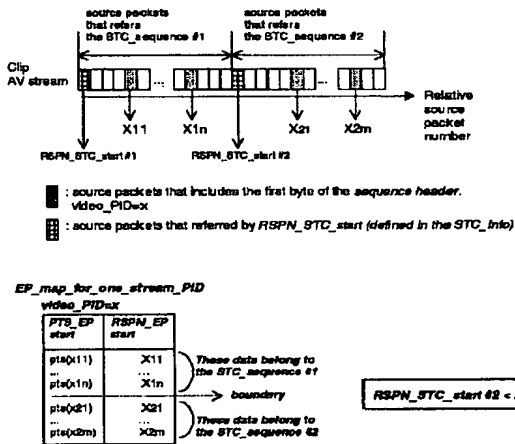 source packets
that refers
the STC_sequence #1
source packets
that refers
the STC_sequence #2
Clip
AV stream
...
...
...
Relative
source
packet
number
X11
X1n
X21
X2m
RSPN_STC_start #1
RSPN_STC_start #2
: source packets that includes the first byte of the sequence header.
video_PID=x
: source packets that referred by RSPN_STC_start (defined in the STC_Info)
EP_map_for_one_stream_PID
video_PID=x
PTS_EP start
RSPN_EP start
pts(x11) X11
... ...
pts(x1n) X1n
These data belong to
the STC_sequence #1
boundary
pts(x21) X21
... ...
pts(x2m) X2m
These data belong to
the STC_sequence #2
RSPN_STC_start #2 <